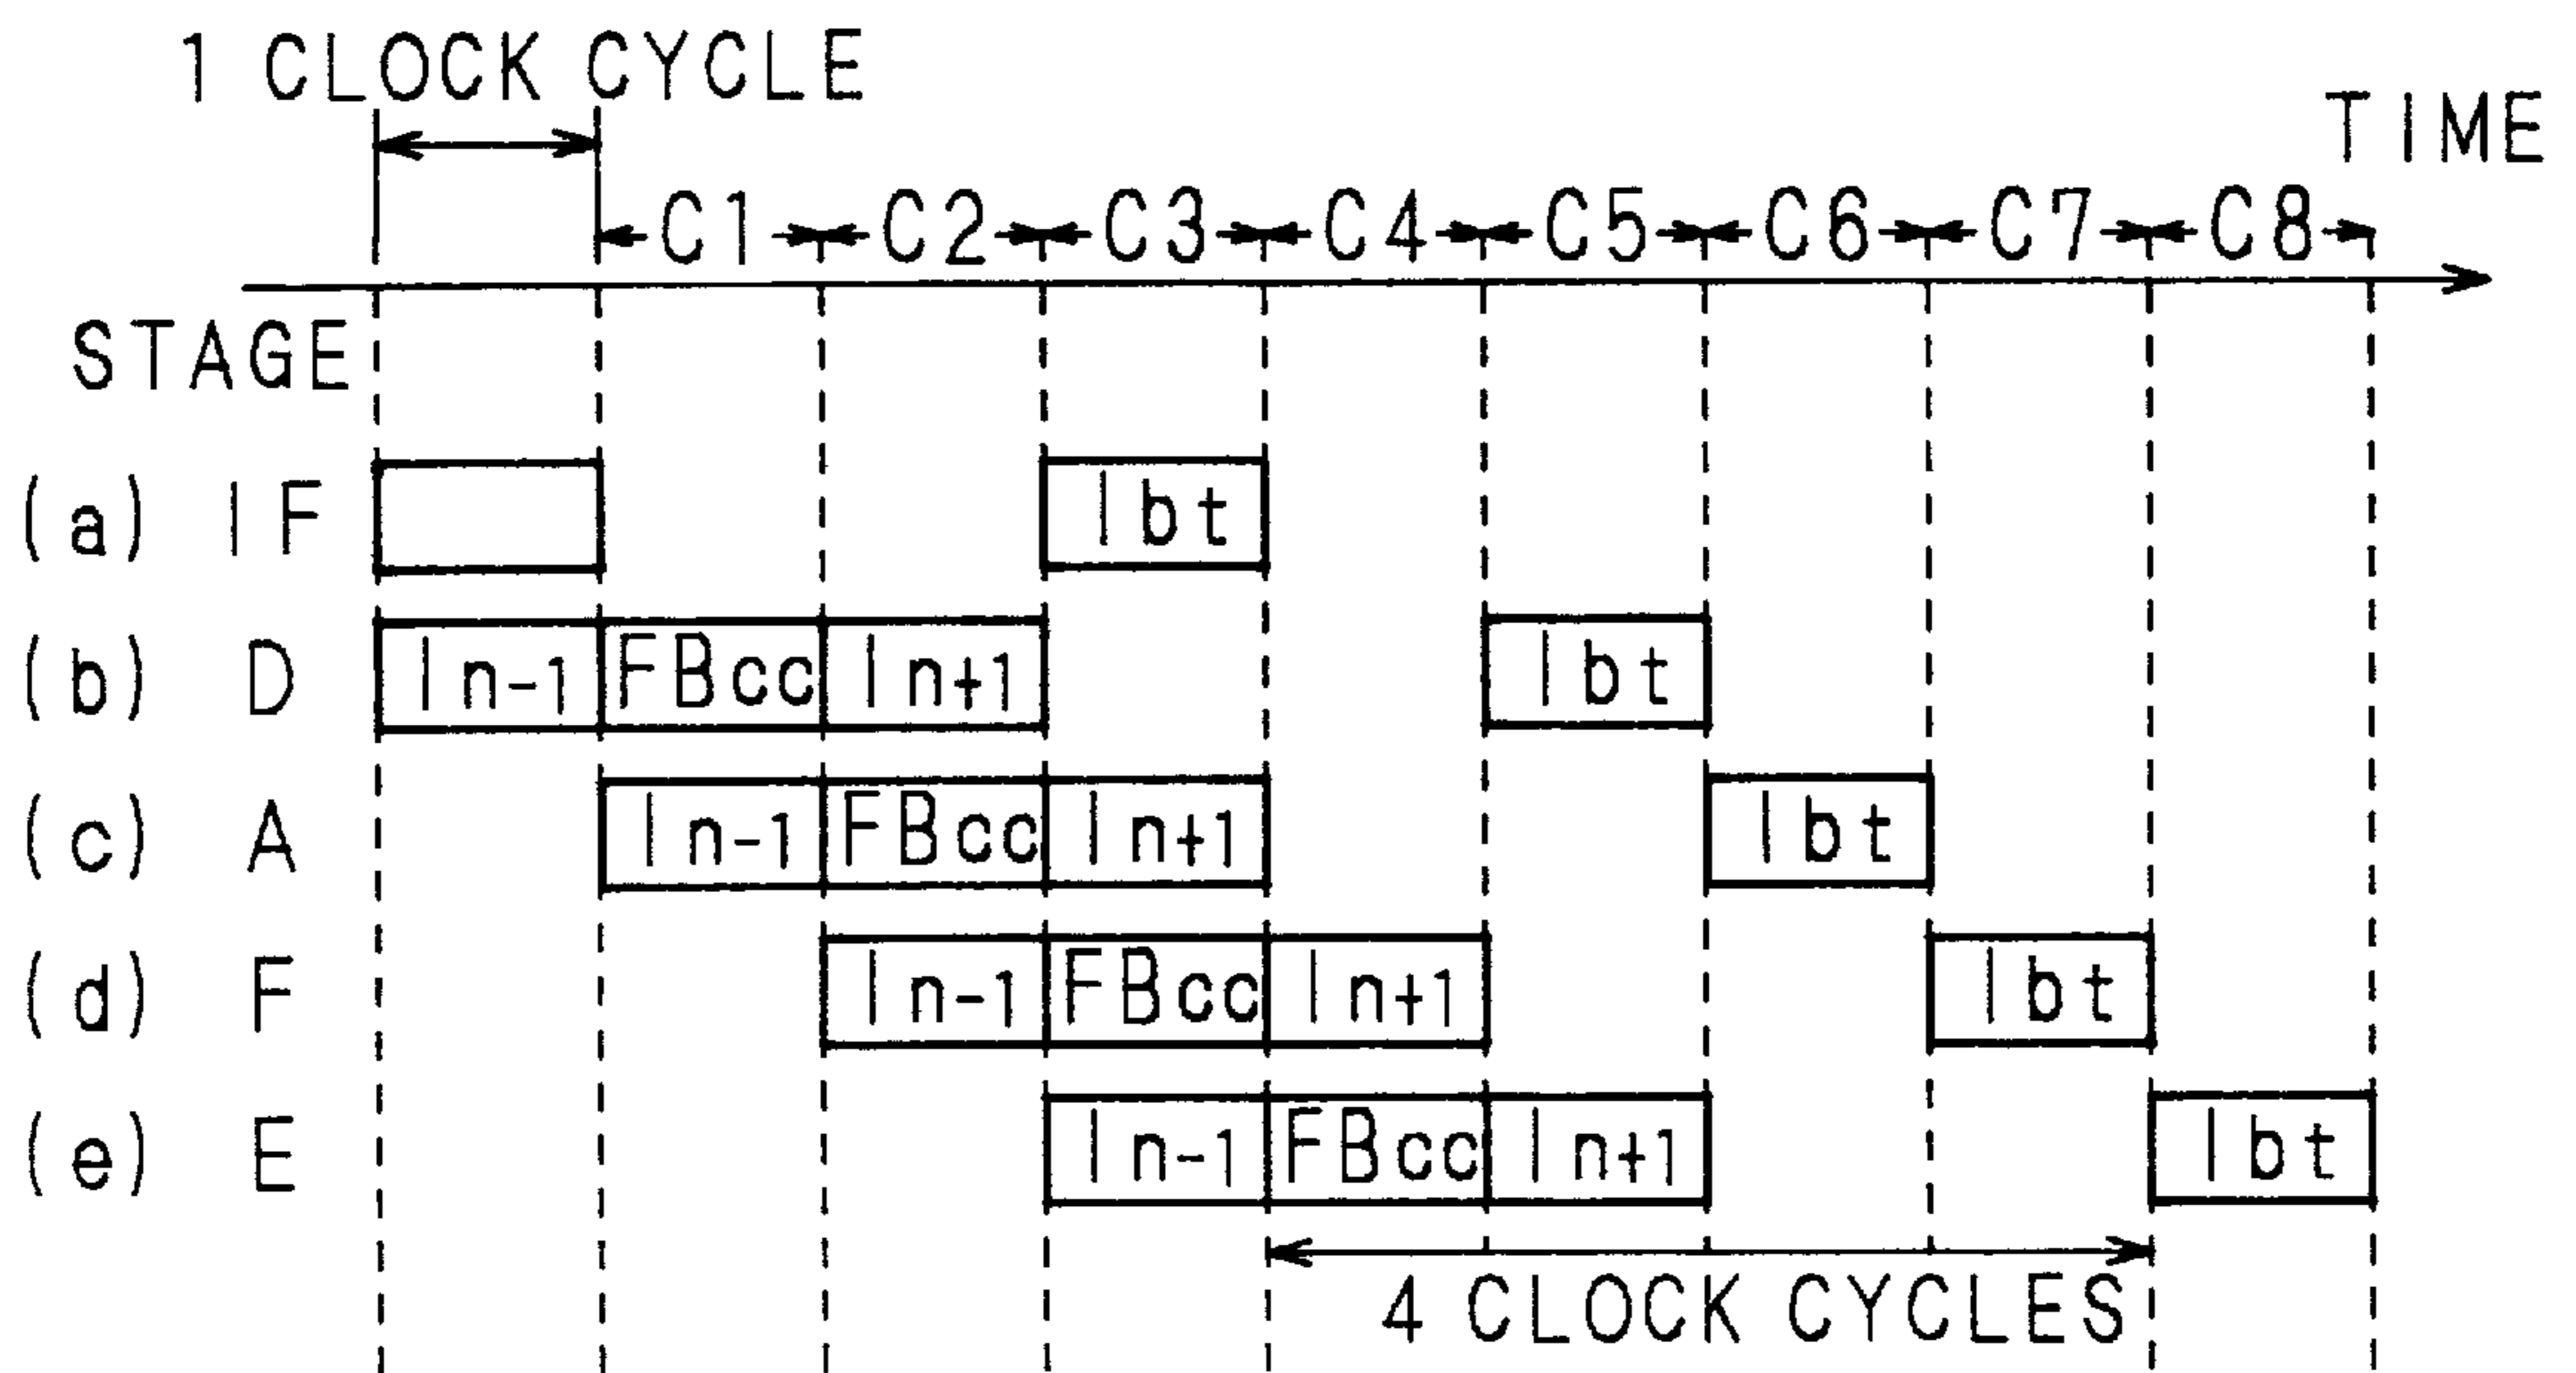 1 CLOCK CYCLE
TIME
C1 C2 C3 C4 C5 C6 C7 C8
STAGE
(a) IF Ibt
(b) D In-1 FBcc In+1 Ibt
(c) A In-1 FBcc In+1 Ibt
(d) F In-1 FBcc In+1 Ibt
(e) E In-1 FBcc In+1 Ibt
4 CLOCK CYCLES